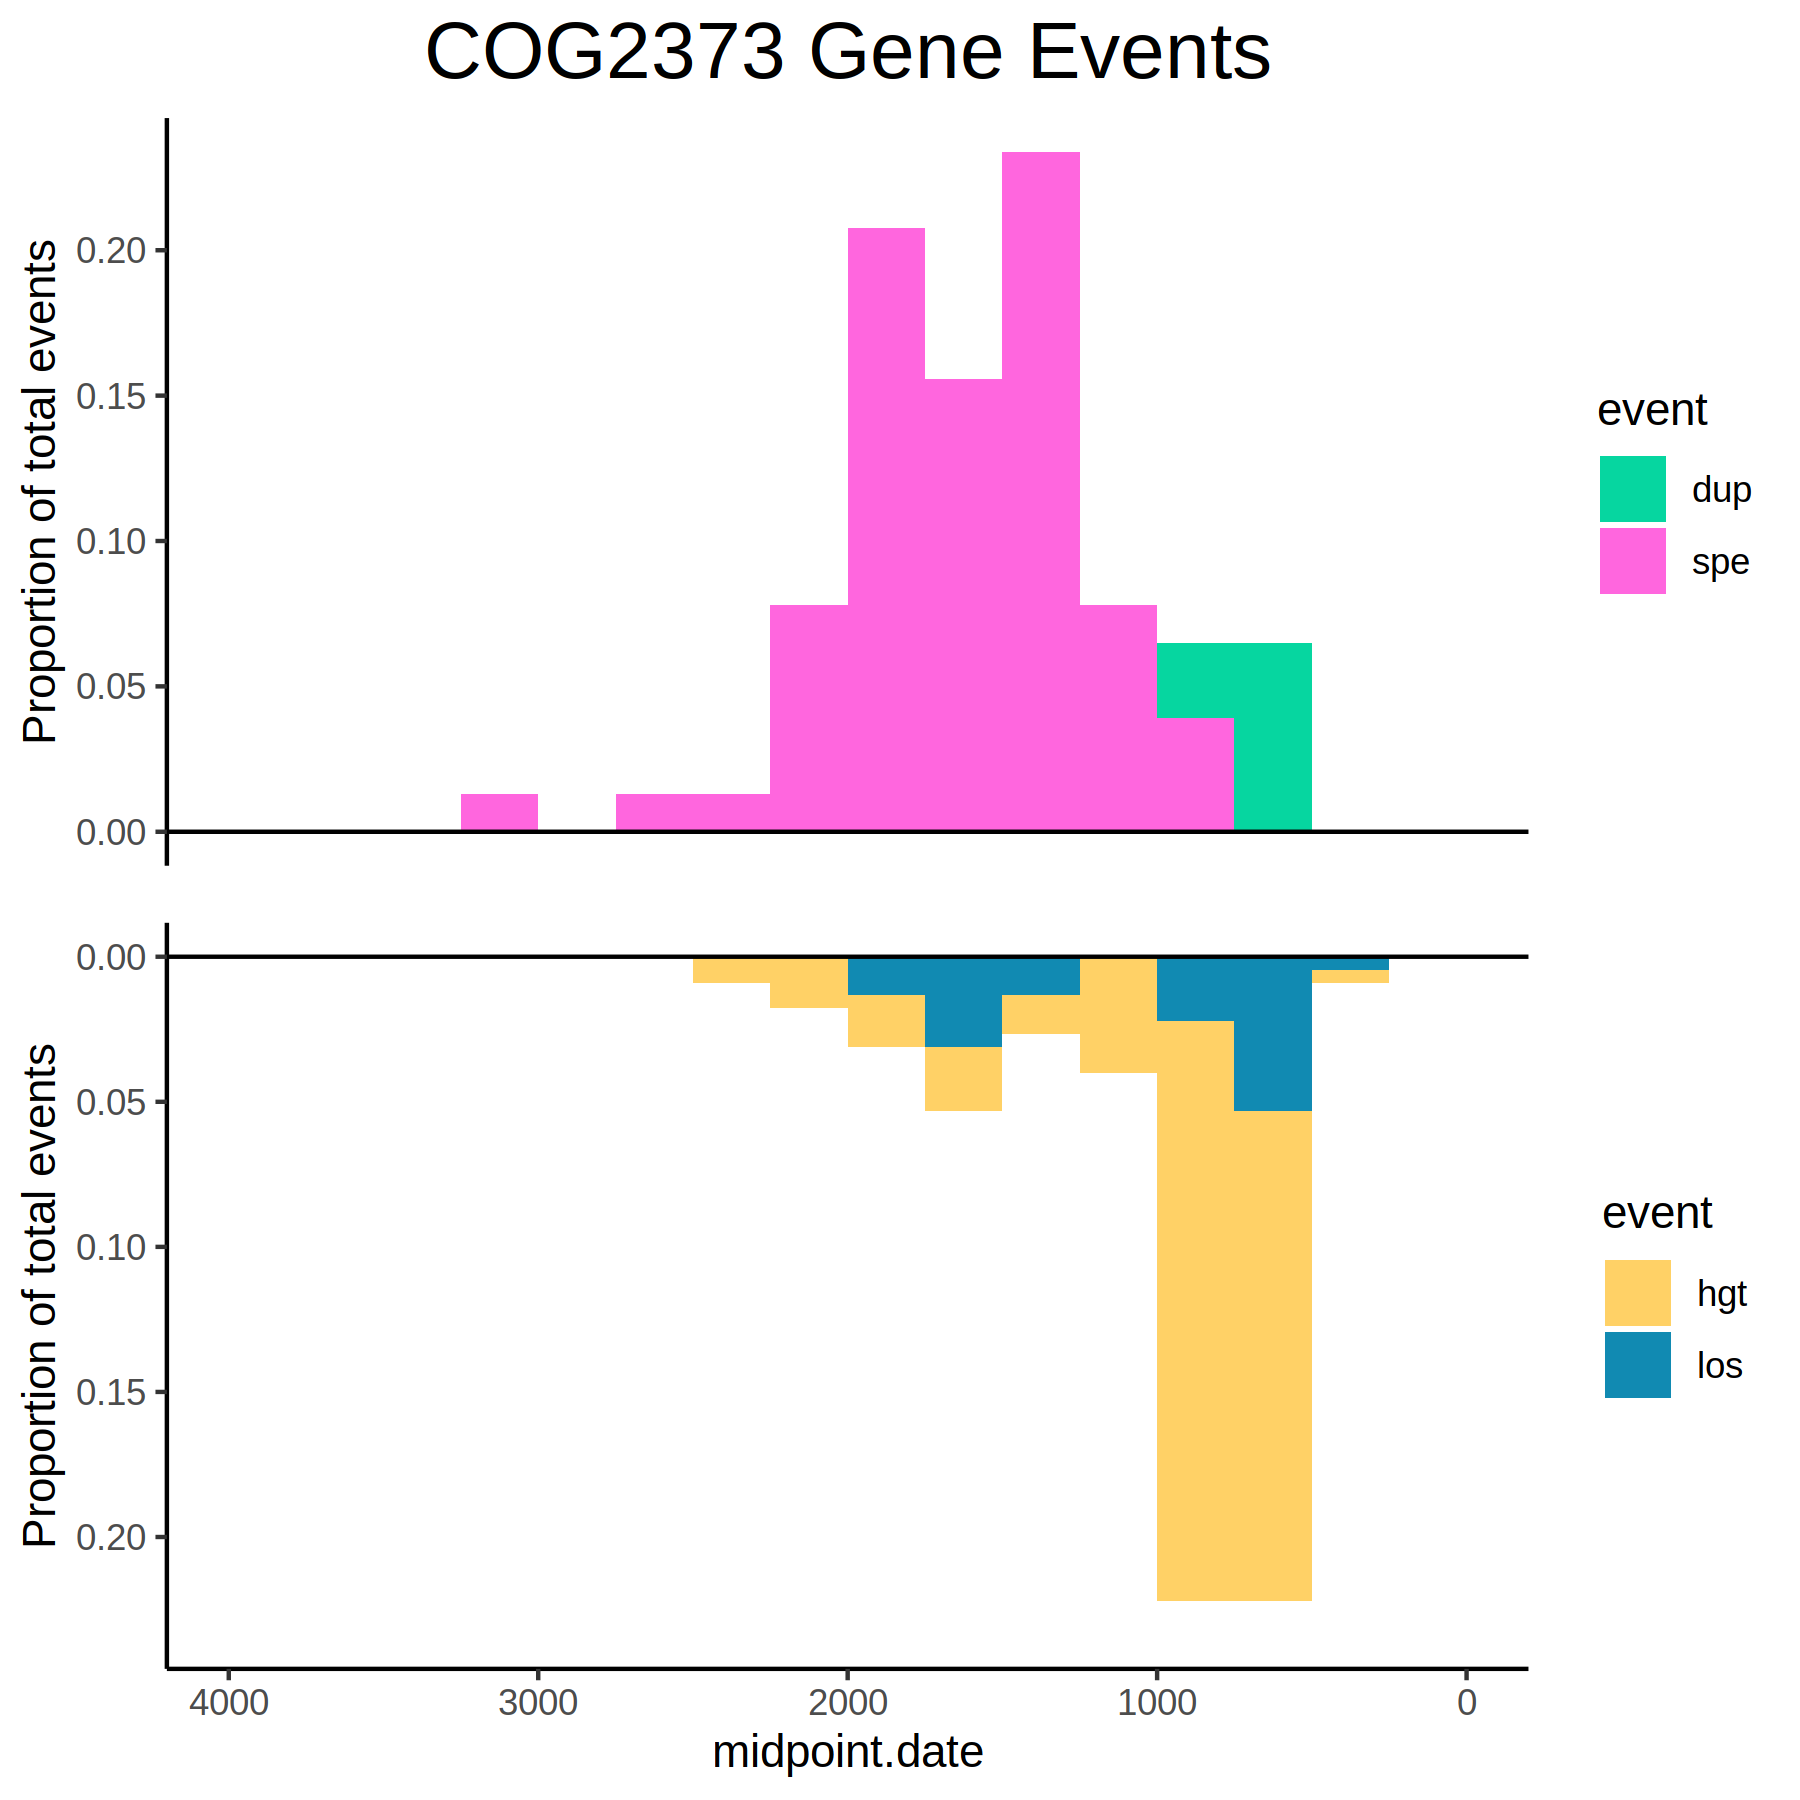 COG2373 Gene Events
Proportion of total events
0.20
0.15
0.10
0.05
0.00
event
dup
spe
Proportion of total events
0.00
0.05
0.10
0.15
0.20
event
hgt
los
4000 3000 2000 1000 0
midpoint.date